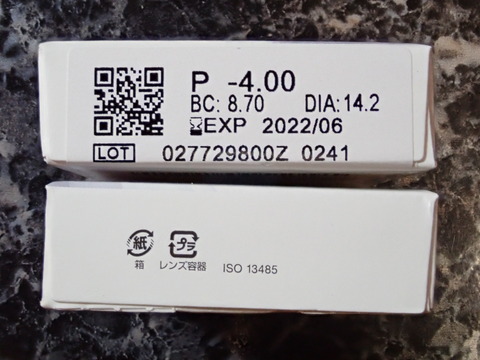 P -4.00
BC: 8.70 DIA: 14.2
EXP 2022/06
LOT 027729800Z 0241
紙 プラ
箱 レンズ容器 ISO 13485